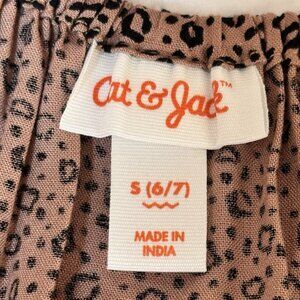 Cat & Jack™
S (6/7)
MADE IN
INDIA